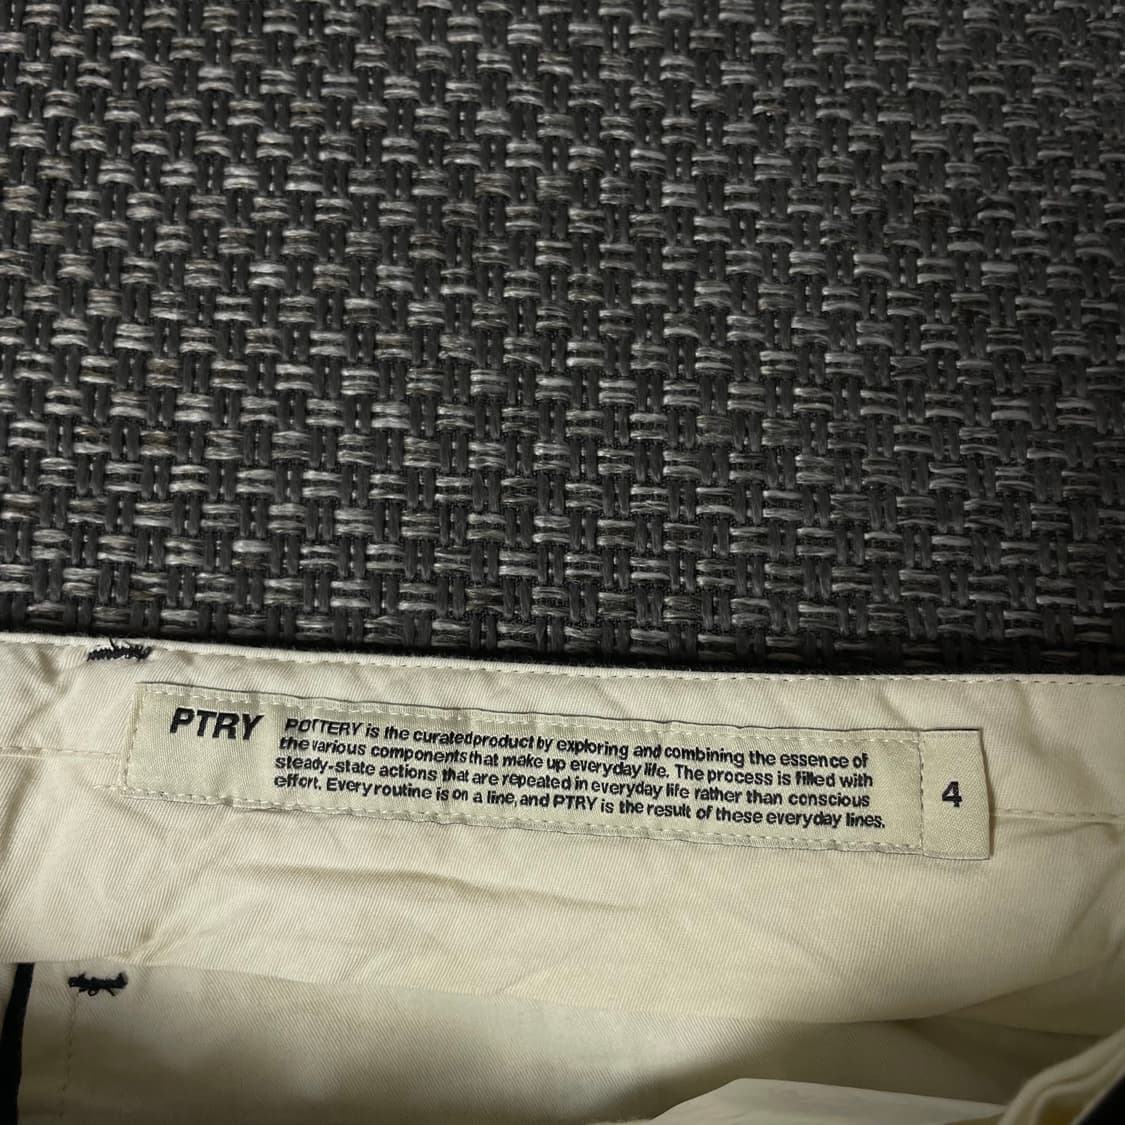 PTRY
POTTERY is the curatedproduct by exploring and combining the essence of
the various components that make up everyday life. The process is filled with
steady-state actions that are repeated in everyday life rather than conscious
effort. Every routine is on a line, and PTRY is the result of these everyday lines.
4